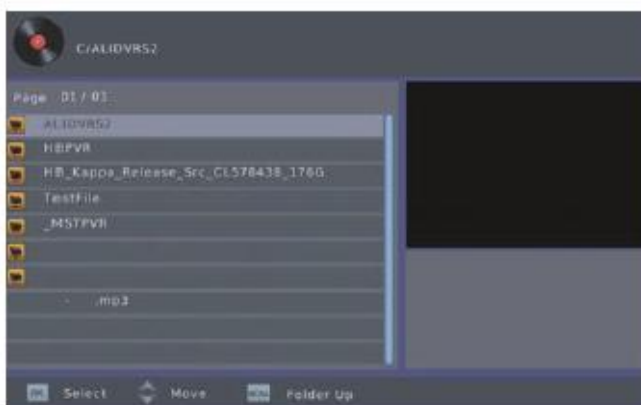 C/ALIDVRS2
Page 01 / 01
ALIDVRS2
HBPVR
HB_Kappa_Release_Src_CL578438_176G
TestFile
_MSTPVR
- .mp3
Select Move Folder Up